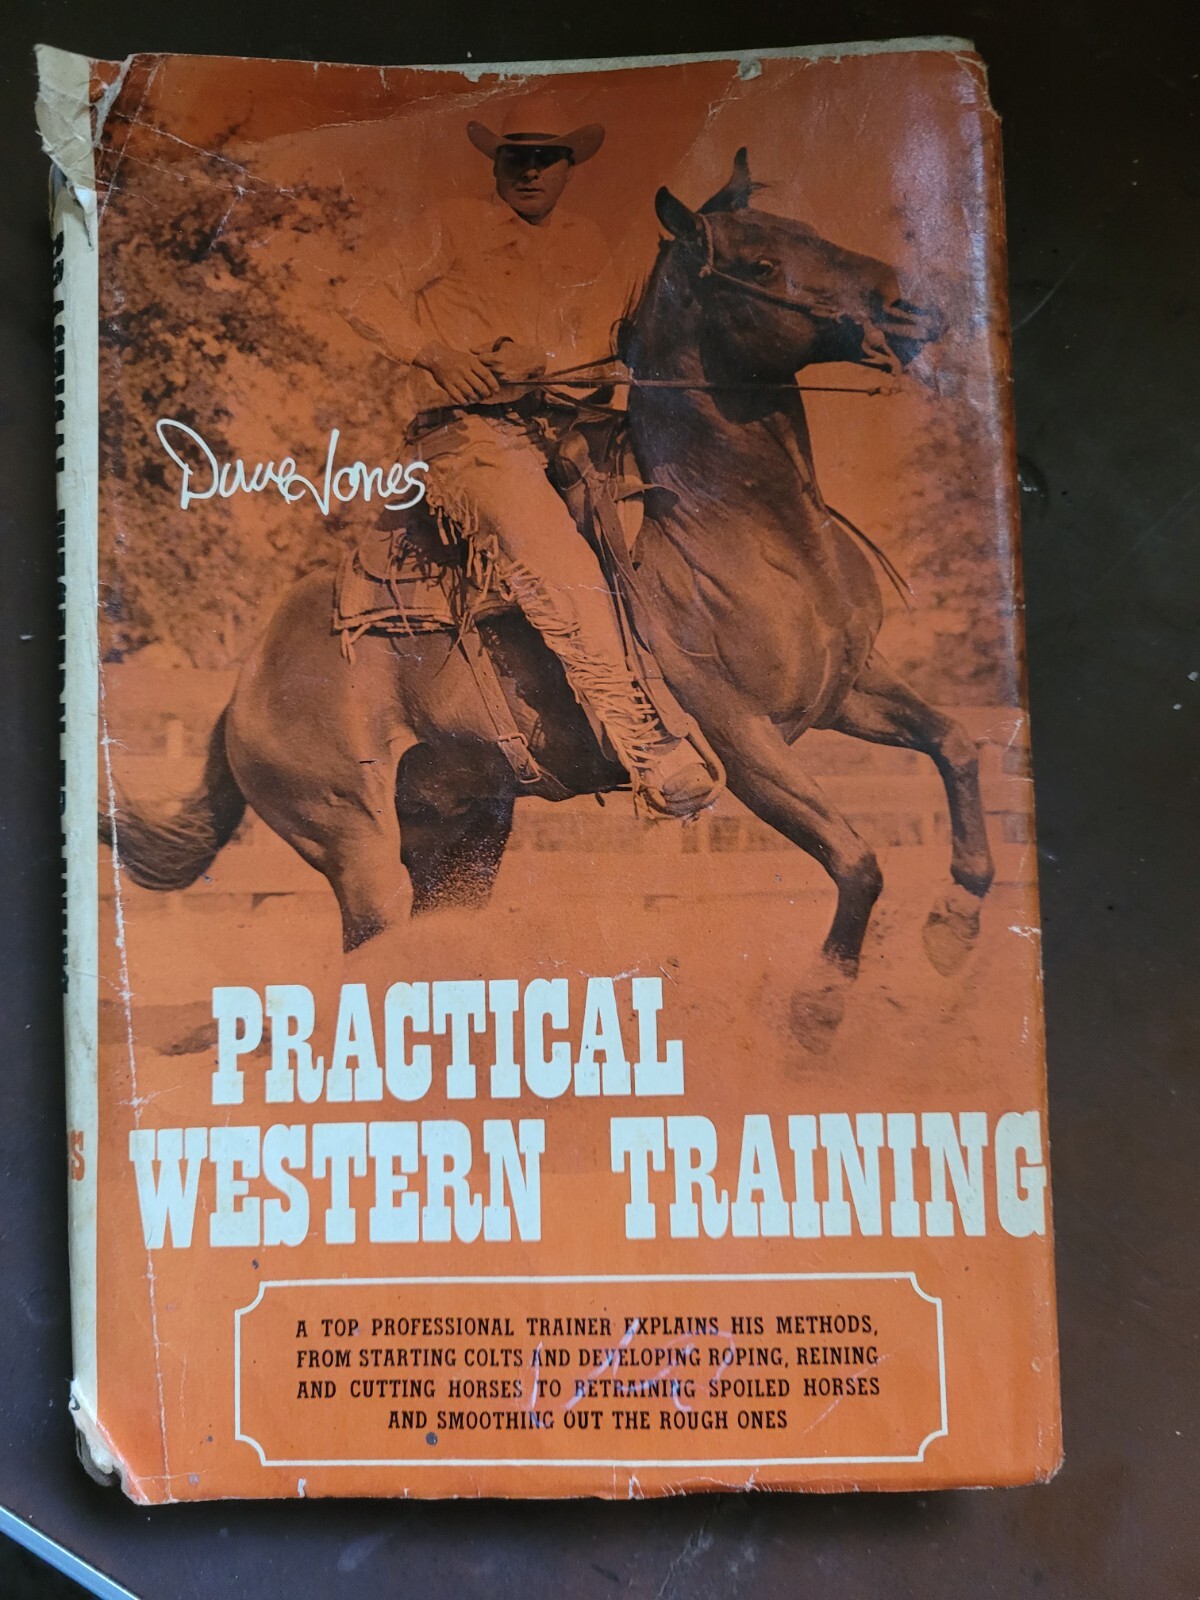 Dave Jones
PRACTICAL
WESTERN TRAINING
A TOP PROFESSIONAL TRAINER EXPLAINS HIS METHODS,
FROM STARTING COLTS AND DEVELOPING ROPING, REINING
AND CUTTING HORSES TO RETRAINING SPOILED HORSES
AND SMOOTHING OUT THE ROUGH ONES